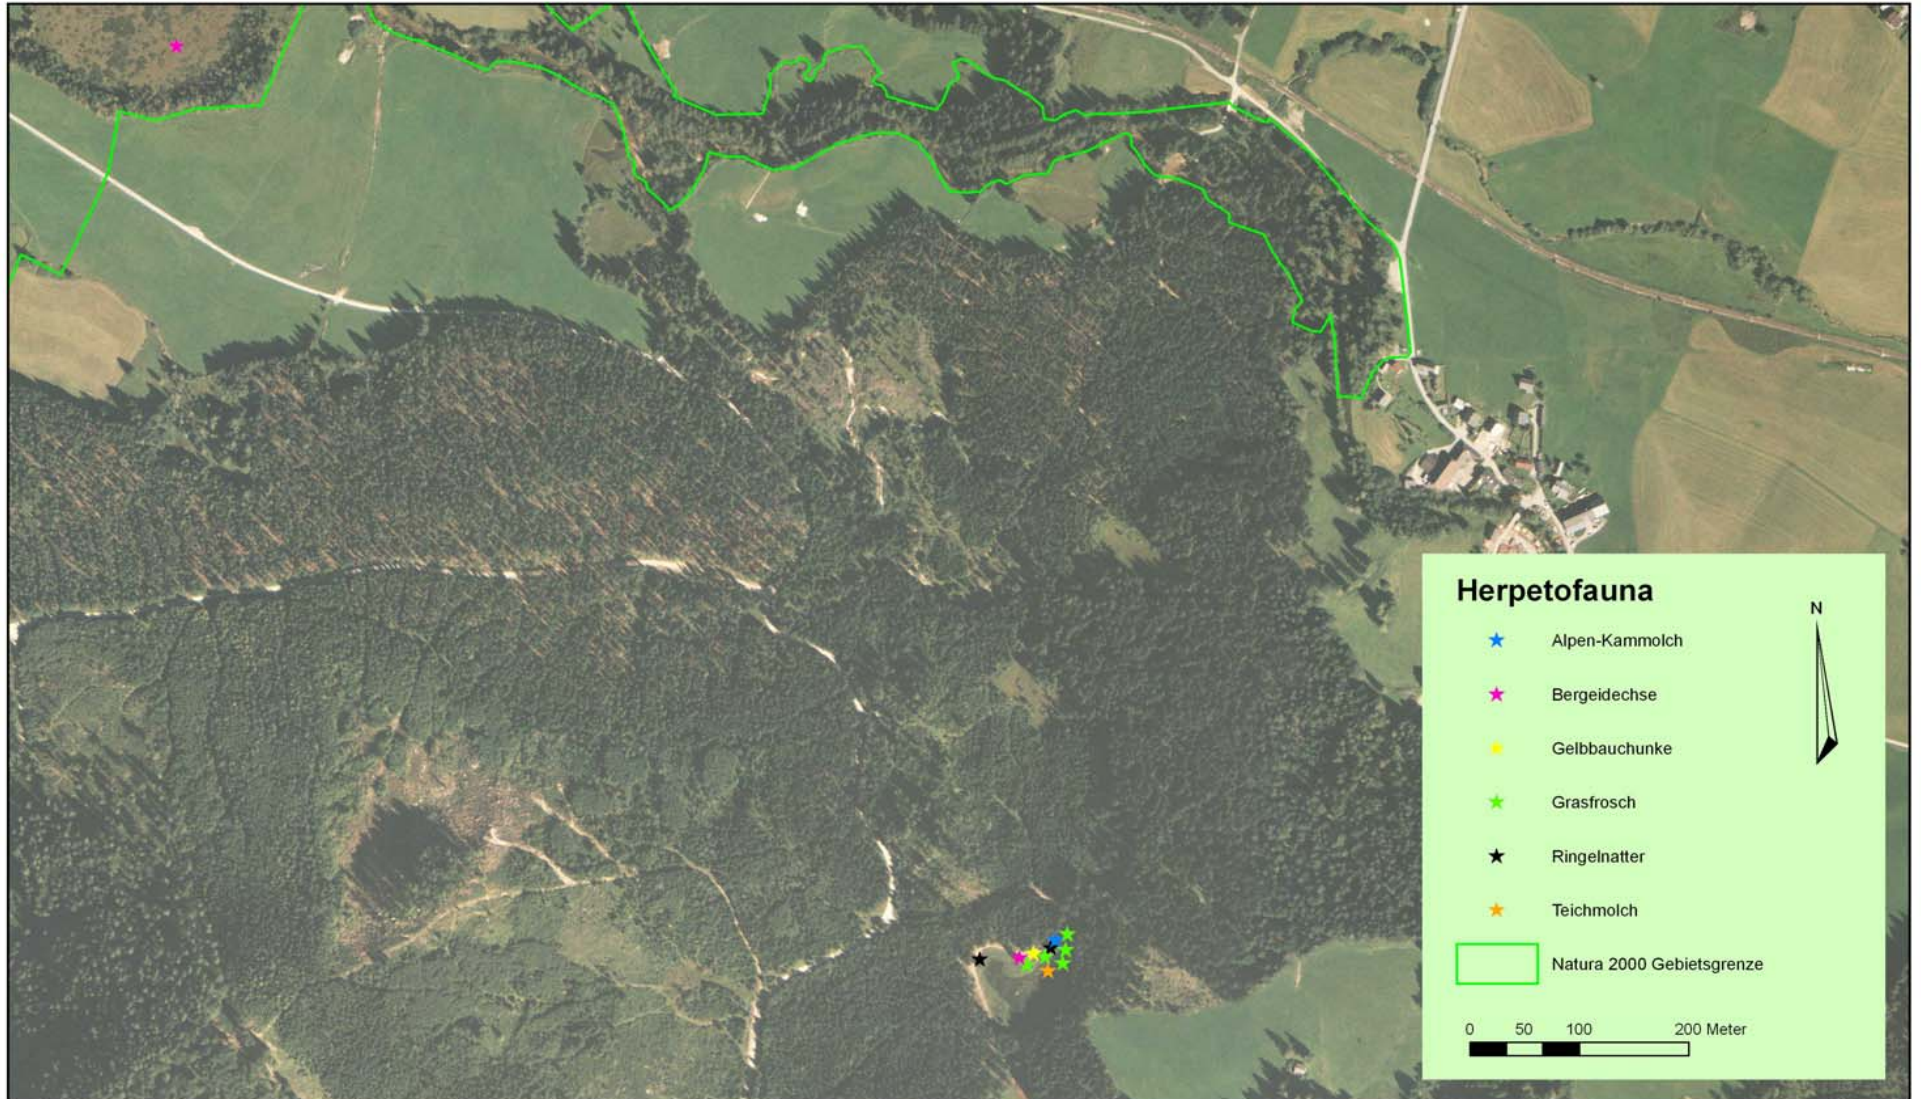 Herpetofauna
N
Alpen-Kammolch
Bergeidechse
Gelbbauchunke
Grasfrosch
Ringelnatter
Teichmolch
Natura 2000 Gebietsgrenze
0 50 100 200 Meter